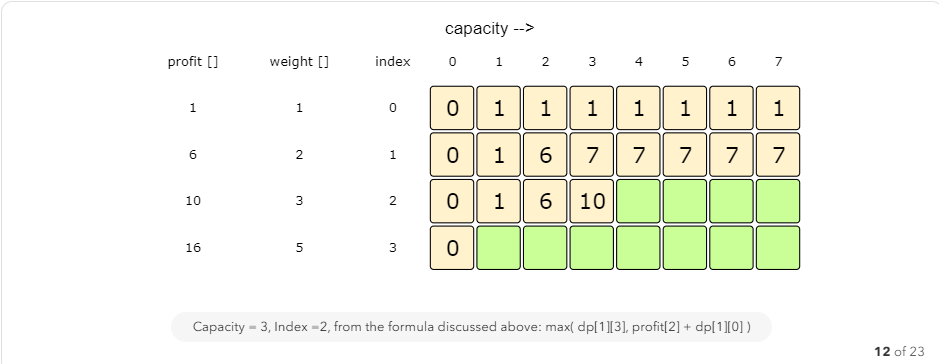 capacity -->
profit [] weight [] index 0 1 2 3 4 5 6 7
1 1 0 0 1 1 1 1 1 1 1
6 2 1 0 1 6 7 7 7 7 7
10 3 2 0 1 6 10
16 5 3 0
Capacity = 3, Index =2, from the formula discussed above: max( dp[1][3], profit[2] + dp[1][0] )
12 of 23